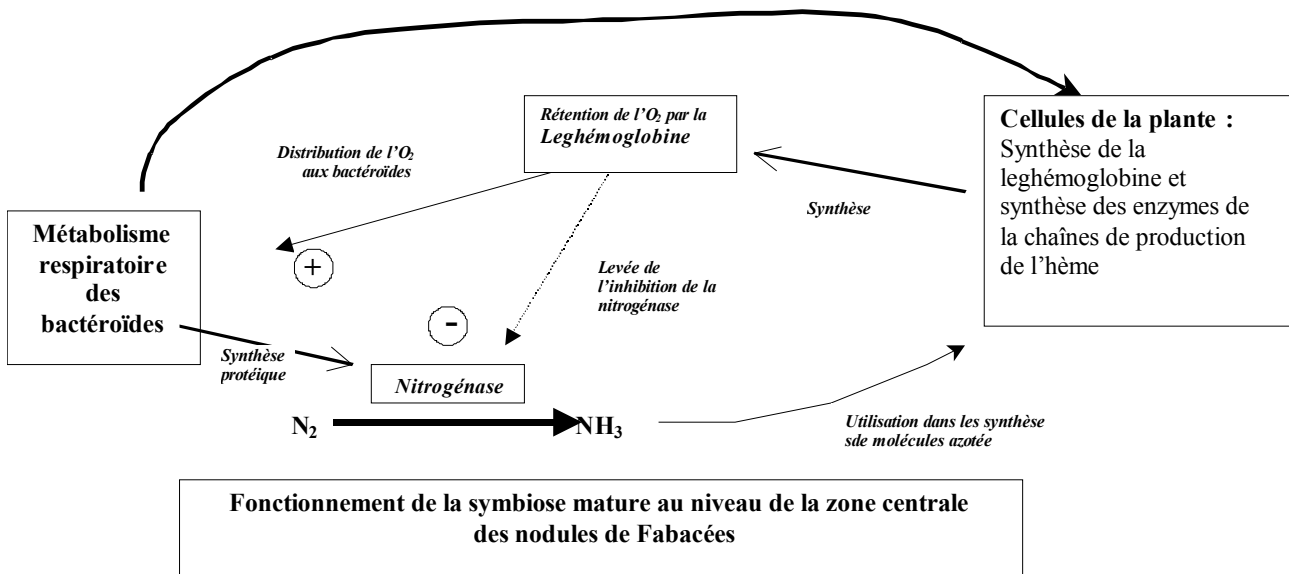 Rétention de l'O₂ par la
Leghémoglobine
Cellules de la plante :
Synthèse de la
leghémoglobine et
synthèse des enzymes de
la chaînes de production
de l'hème
Distribution de l'O₂
aux bactéroïdes
Synthèse
Métabolisme
respiratoire
des
bactéroïdes
+
Levée de
l'inhibition de la
nitrogénase
-
Synthèse
protéique
Nitrogénase
N₂
NH₃
Utilisation dans les synthèse
sde molécules azotée
Fonctionnement de la symbiose mature au niveau de la zone centrale
des nodules de Fabacées